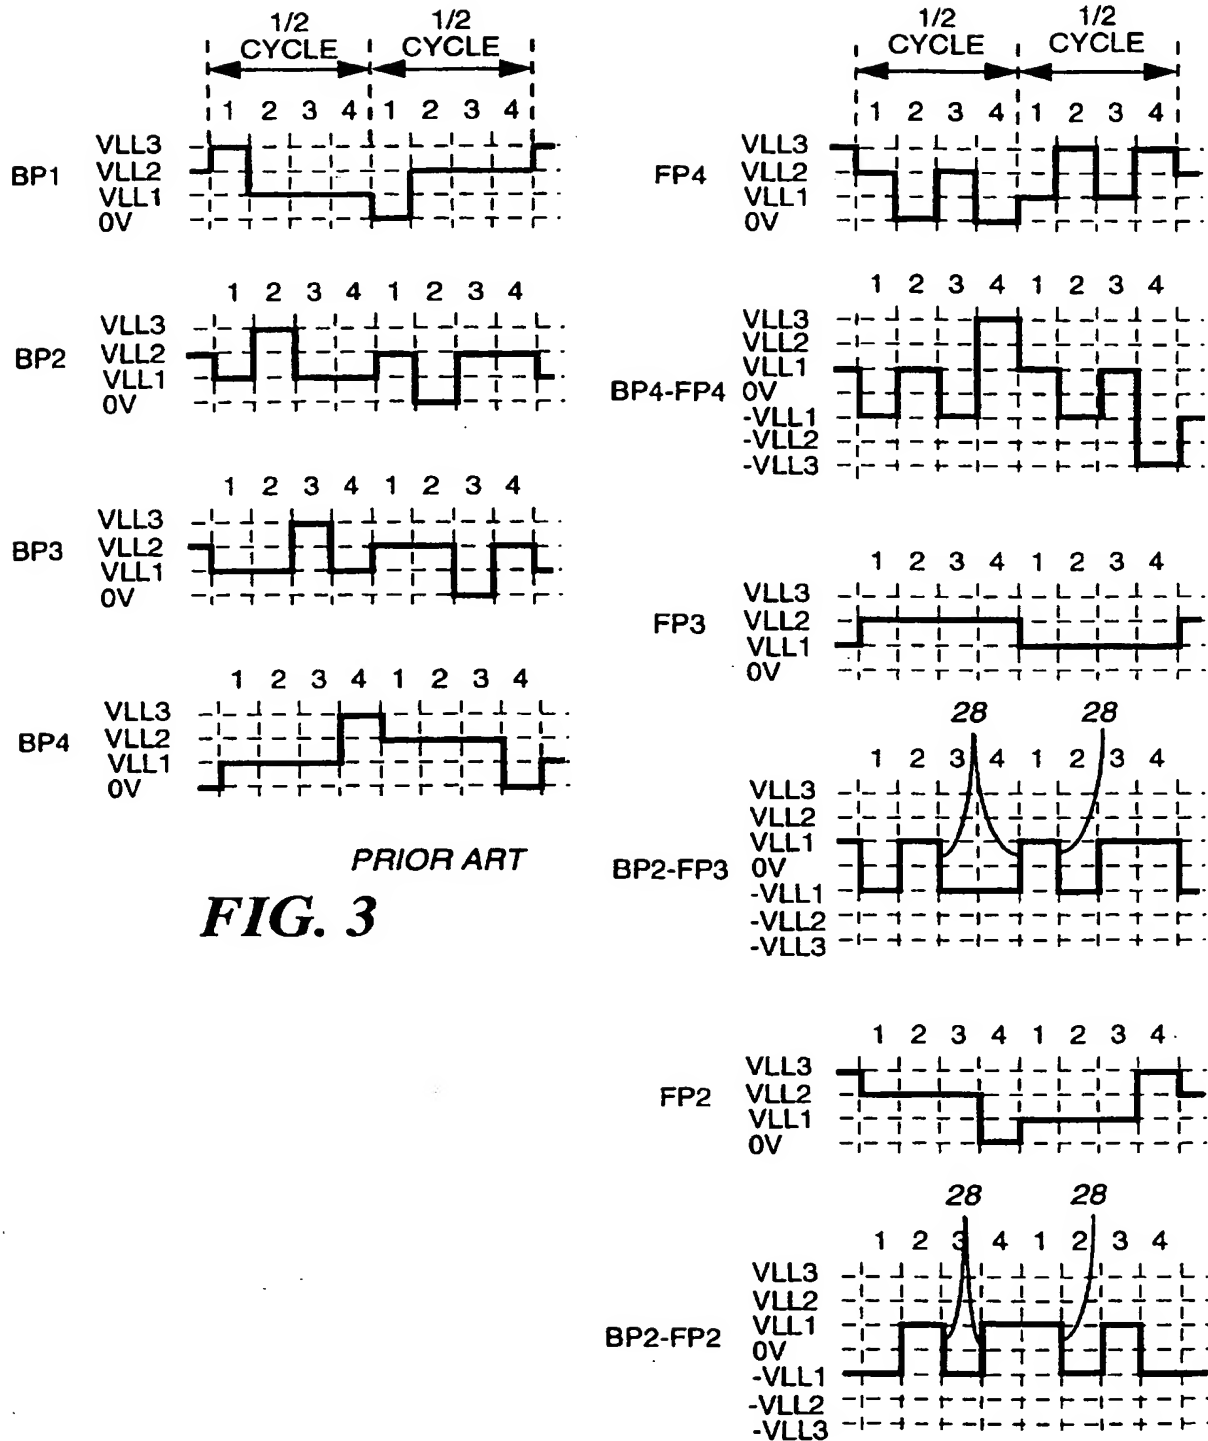 1/2 CYCLE 1/2 CYCLE
1 2 3 4 1 2 3 4
BP1
VLL3
VLL2
VLL1
0V
1 2 3 4 1 2 3 4
BP2
VLL3
VLL2
VLL1
0V
1 2 3 4 1 2 3 4
BP3
VLL3
VLL2
VLL1
0V
1 2 3 4 1 2 3 4
BP4
VLL3
VLL2
VLL1
0V
PRIOR ART
FIG. 3
1/2 CYCLE 1/2 CYCLE
1 2 3 4 1 2 3 4
FP4
VLL3
VLL2
VLL1
0V
1 2 3 4 1 2 3 4
BP4-FP4
VLL3
VLL2
VLL1
0V
-VLL1
-VLL2
-VLL3
1 2 3 4 1 2 3 4
FP3
VLL3
VLL2
VLL1
0V
28 28
1 2 3 4 1 2 3 4
BP2-FP3
VLL3
VLL2
VLL1
0V
-VLL1
-VLL2
-VLL3
1 2 3 4 1 2 3 4
FP2
VLL3
VLL2
VLL1
0V
28 28
1 2 3 4 1 2 3 4
BP2-FP2
VLL3
VLL2
VLL1
0V
-VLL1
-VLL2
-VLL3